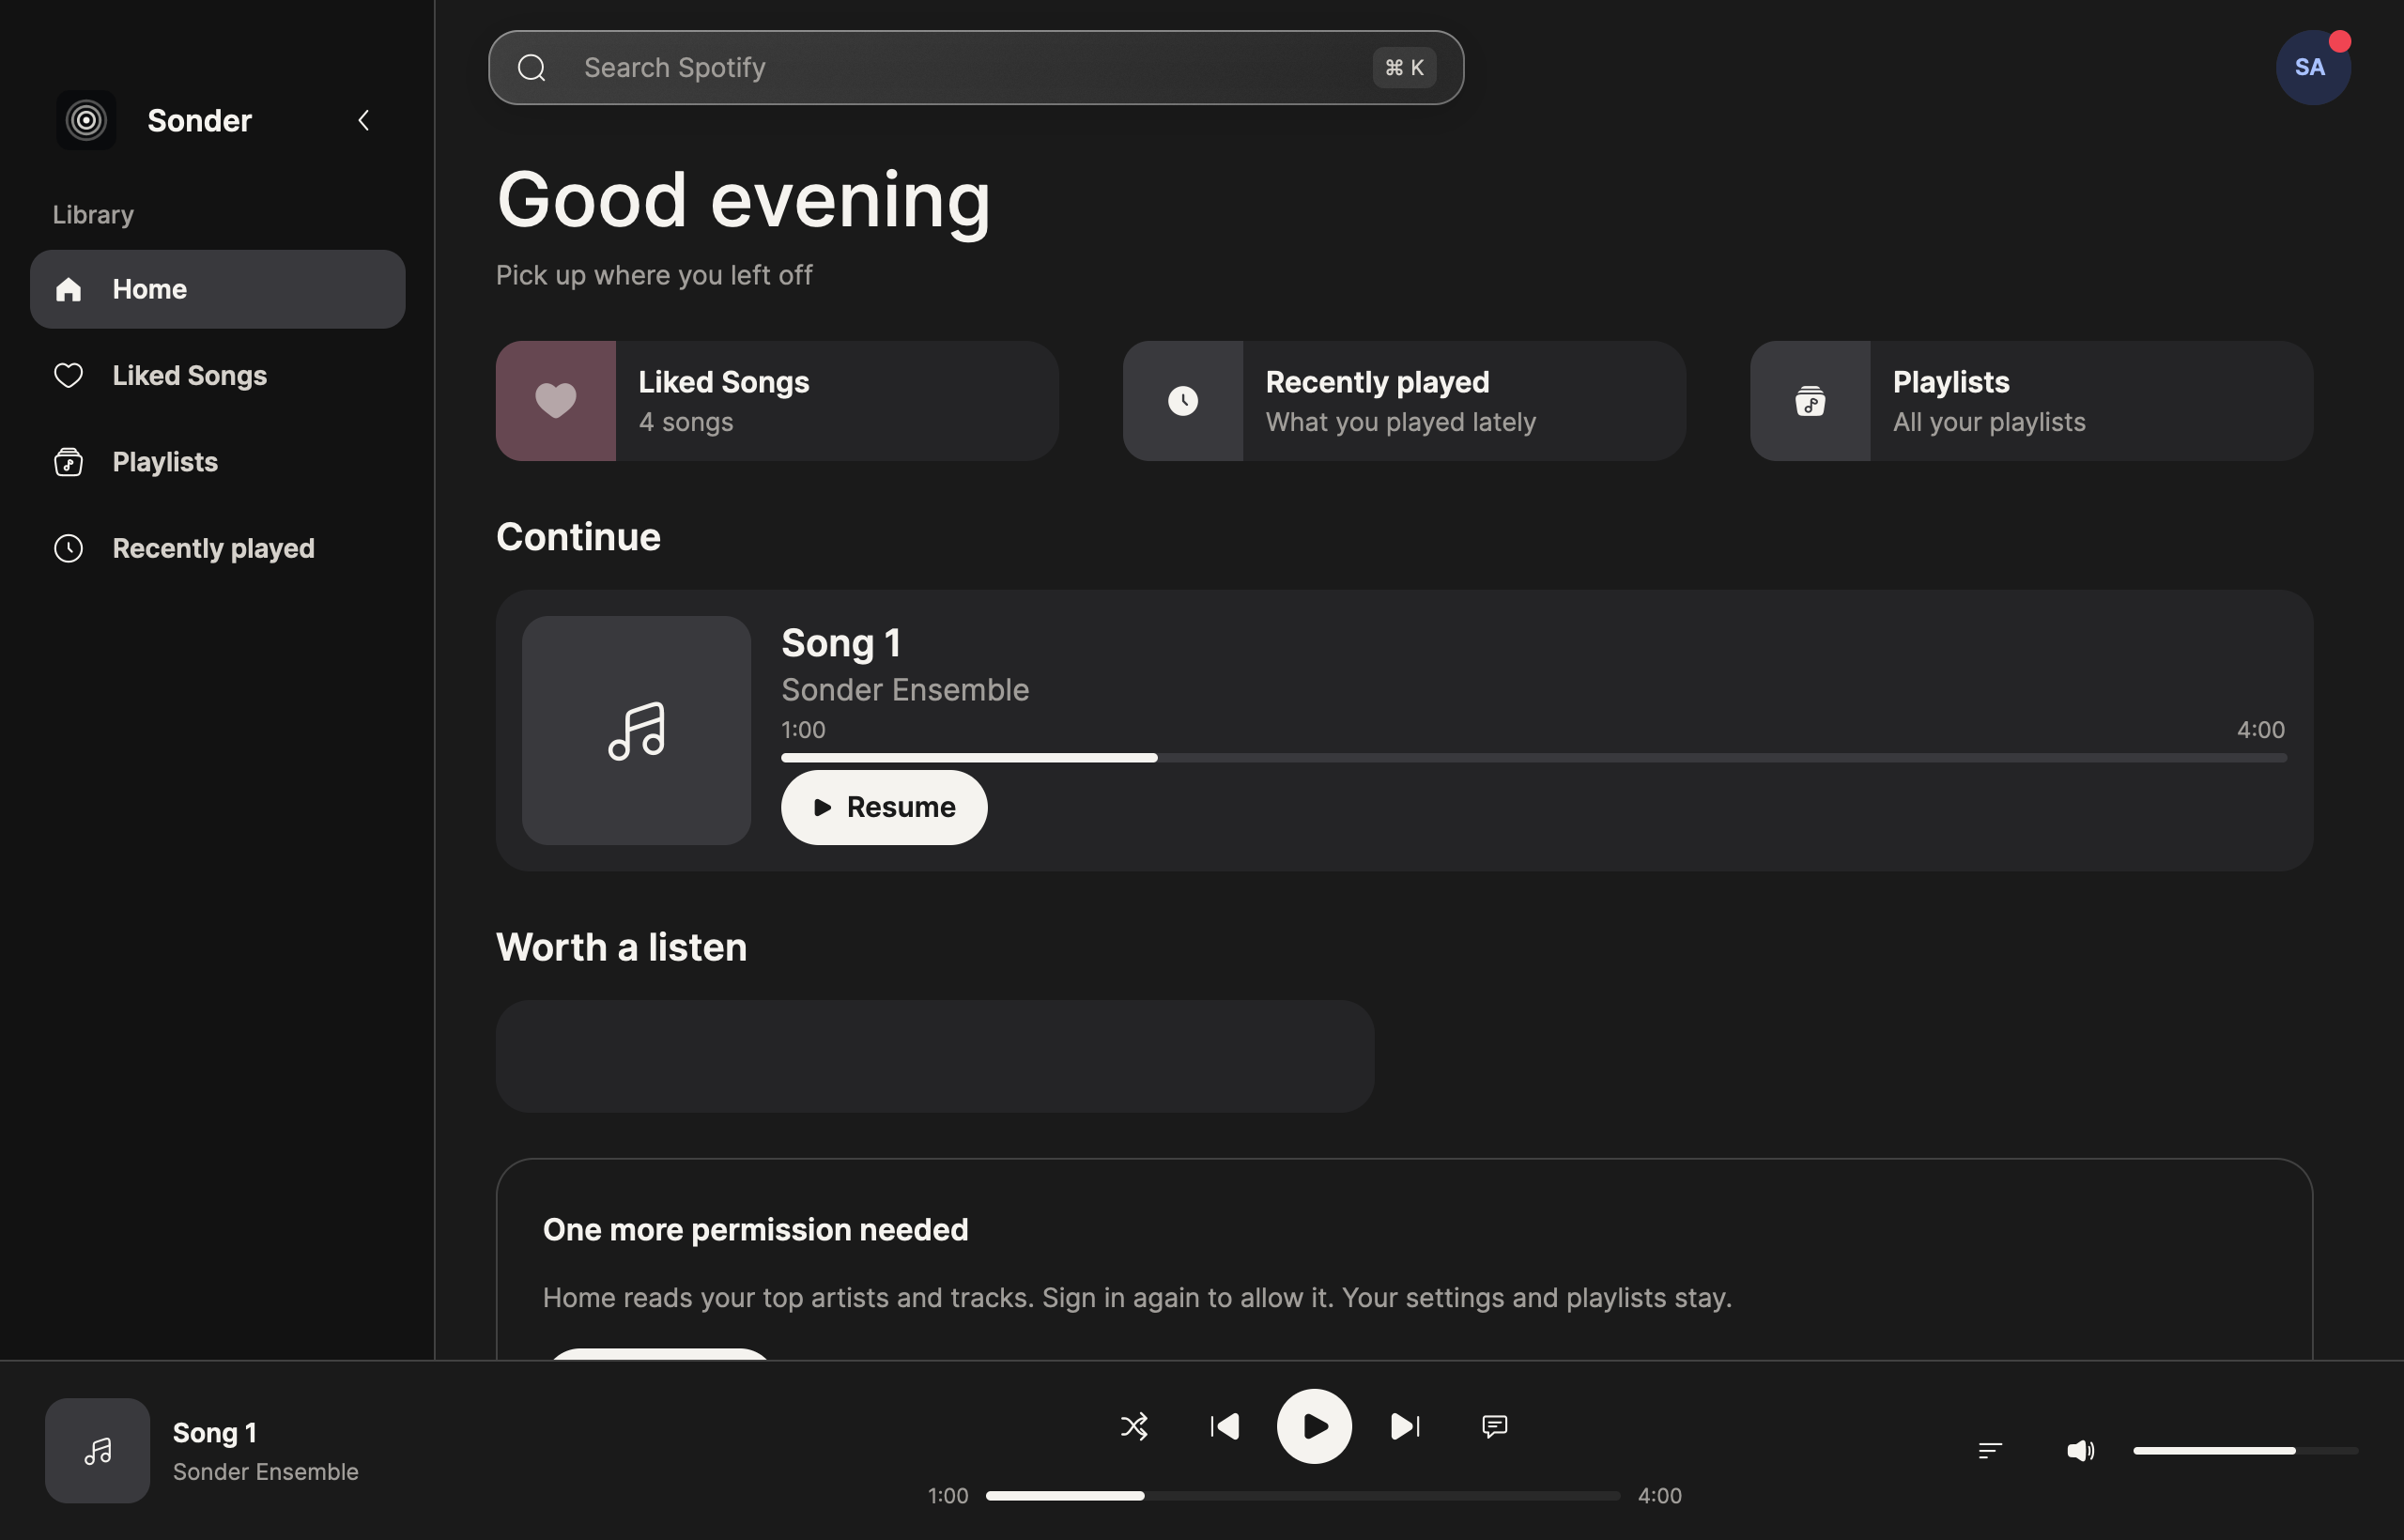 Sonder
Library
Home
Liked Songs
Playlists
Recently played
Search Spotify
⌘ K
SA
Good evening
Pick up where you left off
Liked Songs
4 songs
Recently played
What you played lately
Playlists
All your playlists
Continue
Song 1
Sonder Ensemble
1:00
4:00
Resume
Worth a listen
One more permission needed
Home reads your top artists and tracks. Sign in again to allow it. Your settings and playlists stay.
Song 1
Sonder Ensemble
1:00
4:00